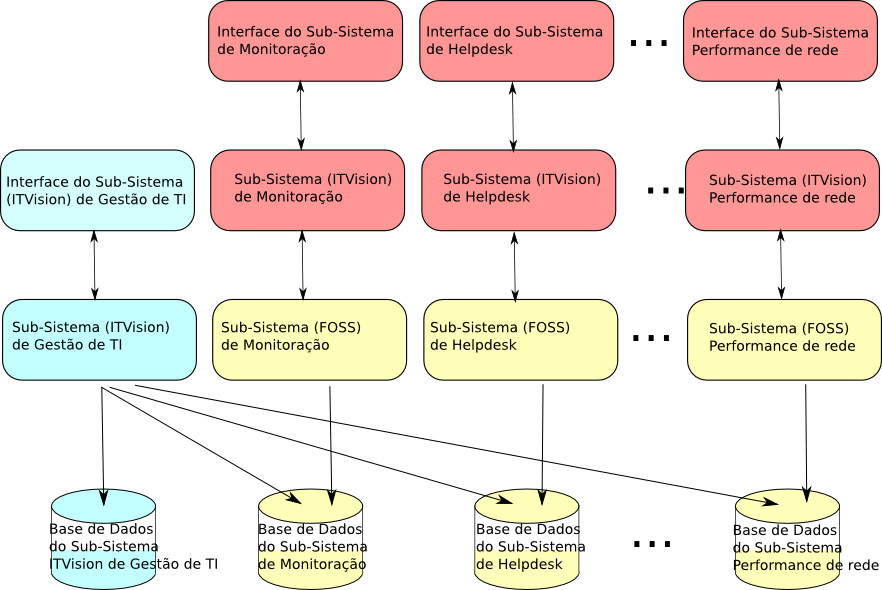 Interface do Sub-Sistema
de Monitoração
Interface do Sub-Sistema
de Helpdesk
...
Interface do Sub-Sistema
Performance de rede
Interface do Sub-Sistema
(ITVision) de Gestão de TI
Sub-Sistema (ITVision)
de Monitoração
Sub-Sistema (ITVision)
de Helpdesk
...
Sub-Sistema (ITVision)
Performance de rede
Sub-Sistema (ITVision)
de Gestão de TI
Sub-Sistema (FOSS)
de Monitoração
Sub-Sistema (FOSS)
de Helpdesk
...
Sub-Sistema (FOSS)
Performance de rede
Base de Dados
do Sub-Sistema
ITVision de Gestão de TI
Base de Dados
do Sub-Sistema
de Monitoração
Base de Dados
do Sub-Sistema
de Helpdesk
...
Base de Dados
do Sub-Sistema
Performance de rede